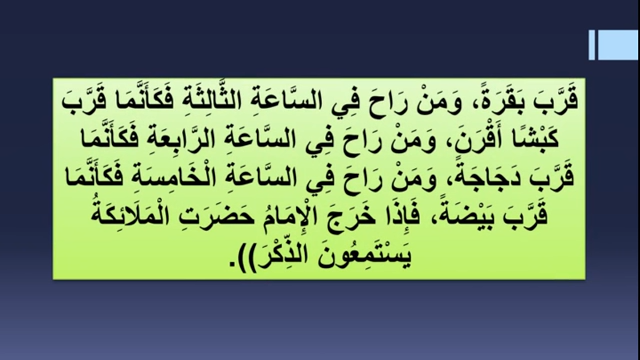 قَرَّبَ بَقَرَةً، وَمَنْ رَاحَ فِي السَّاعَةِ الثَّالِثَةِ فَكَأَنَّمَا قَرَّبَ
كَبْشًا أَقْرَنَ، وَمَنْ رَاحَ فِي السَّاعَةِ الرَّابِعَةِ فَكَأَنَّمَا
قَرَّبَ دَجَاجَةً، وَمَنْ رَاحَ فِي السَّاعَةِ الْخَامِسَةِ فَكَأَنَّمَا
قَرَّبَ بَيْضَةً، فَإِذَا خَرَجَ الْإِمَامُ حَضَرَتِ الْمَلَائِكَةُ
يَسْتَمِعُونَ الذِّكْرَ)).